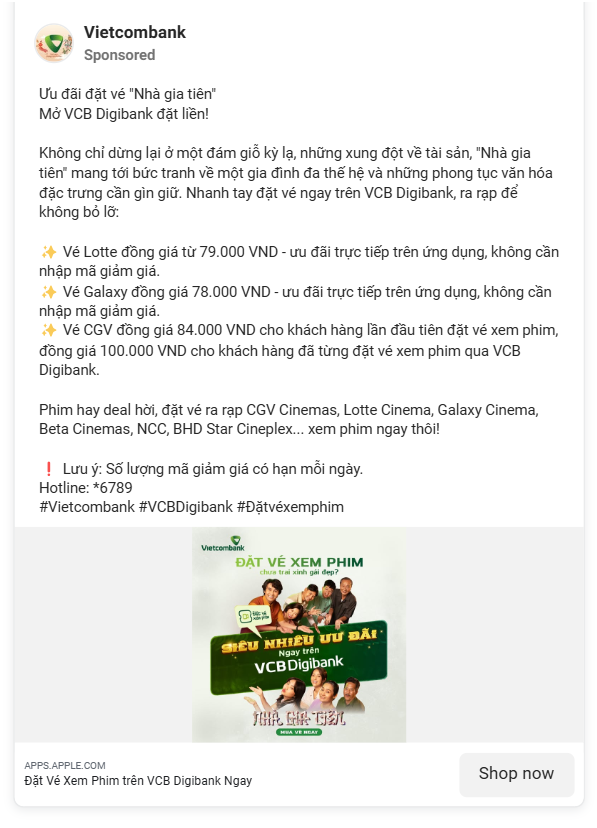 Vietcombank
Sponsored
Ưu đãi đặt vé "Nhà gia tiên"
Mở VCB Digibank đặt liền!
Không chỉ dừng lại ở một đám giỗ kỳ lạ, những xung đột về tài sản, "Nhà gia
tiên" mang tới bức tranh về một gia đình đa thế hệ và những phong tục văn hóa
đặc trưng cần gìn giữ. Nhanh tay đặt vé ngay trên VCB Digibank, ra rạp để
không bỏ lỡ:
✨ Vé Lotte đồng giá từ 79.000 VND - ưu đãi trực tiếp trên ứng dụng, không cần
nhập mã giảm giá.
✨ Vé Galaxy đồng giá 78.000 VND - ưu đãi trực tiếp trên ứng dụng, không cần
nhập mã giảm giá.
✨ Vé CGV đồng giá 84.000 VND cho khách hàng lần đầu tiên đặt vé xem phim,
đồng giá 100.000 VND cho khách hàng đã từng đặt vé xem phim qua VCB
Digibank.
Phim hay deal hời, đặt vé ra rạp CGV Cinemas, Lotte Cinema, Galaxy Cinema,
Beta Cinemas, NCC, BHD Star Cineplex... xem phim ngay thôi!
❗ Lưu ý: Số lượng mã giảm giá có hạn mỗi ngày.
Hotline: *6789
#Vietcombank #VCBDigibank #Đặtvéxemphim
Vietcombank
ĐẶT VÉ XEM PHIM
chưa trai xinh gái đẹp?
Đặt vé
xem phim
SIÊU NHIỀU ƯU ĐÃI
Ngay trên
VCB Digibank
NHÀ GIA TIÊN
MUA VÉ NGAY
APPS.APPLE.COM
Đặt Vé Xem Phim trên VCB Digibank Ngay
Shop now